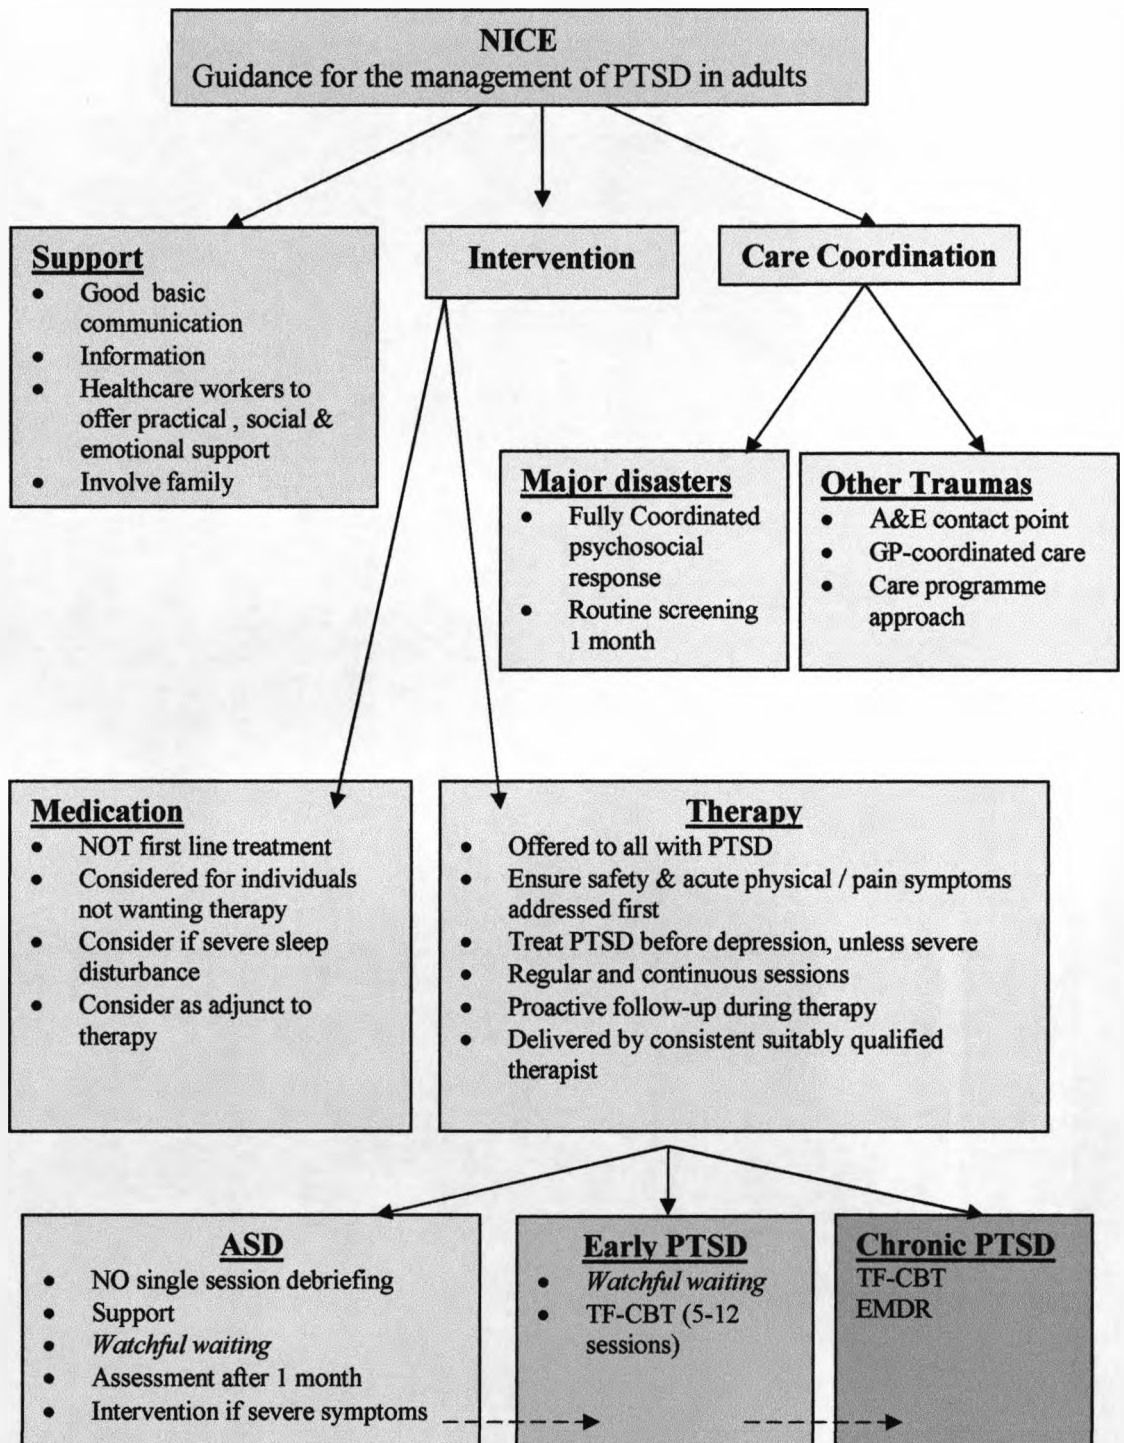 NICE
Guidance for the management of PTSD in adults
Support
• Good basic
communication
• Information
• Healthcare workers to
offer practical , social &
emotional support
• Involve family
Intervention
Care Coordination
Major disasters
• Fully Coordinated
psychosocial
response
• Routine screening
1 month
Other Traumas
• A&E contact point
• GP-coordinated care
• Care programme
approach
Medication
• NOT first line treatment
• Considered for individuals
not wanting therapy
• Consider if severe sleep
disturbance
• Consider as adjunct to
therapy
Therapy
• Offered to all with PTSD
• Ensure safety & acute physical / pain symptoms
addressed first
• Treat PTSD before depression, unless severe
• Regular and continuous sessions
• Proactive follow-up during therapy
• Delivered by consistent suitably qualified
therapist
ASD
• NO single session debriefing
• Support
• Watchful waiting
• Assessment after 1 month
• Intervention if severe symptoms
Early PTSD
• Watchful waiting
• TF-CBT (5-12
sessions)
Chronic PTSD
TF-CBT
EMDR